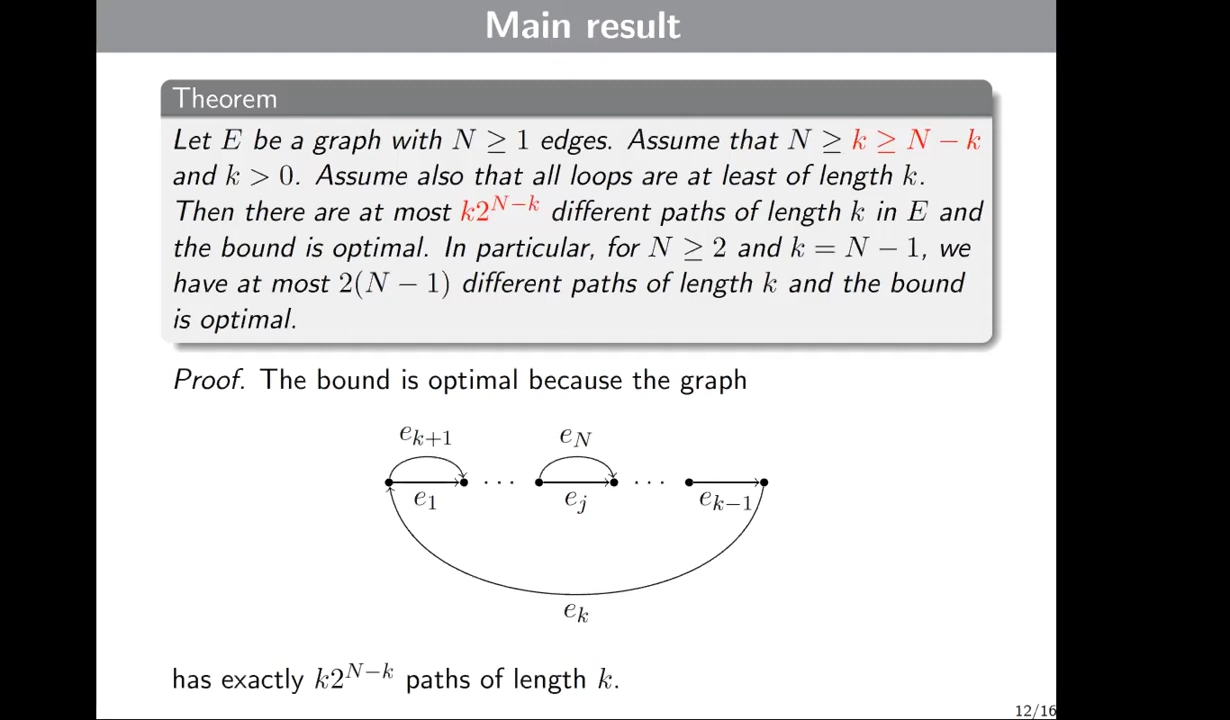 Main result
Theorem
Let E be a graph with N ≥ 1 edges. Assume that N ≥ k ≥ N − k
and k > 0. Assume also that all loops are at least of length k.
Then there are at most k2^{N−k} different paths of length k in E and
the bound is optimal. In particular, for N ≥ 2 and k = N − 1, we
have at most 2(N − 1) different paths of length k and the bound
is optimal.
Proof. The bound is optimal because the graph
e_{k+1} e_N
· · · · · ·
e_1 e_j e_{k−1}
e_k
has exactly k2^{N−k} paths of length k.
12/16